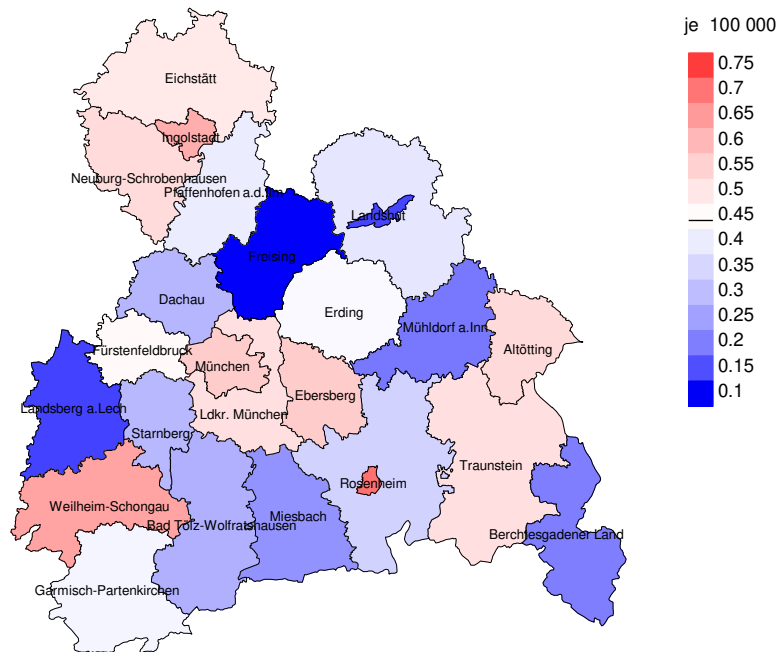 je 100 000
0.75
0.7
0.65
0.6
0.55
0.5
0.45
0.4
0.35
0.3
0.25
0.2
0.15
0.1
Eichstätt
Ingolstadt
Neuburg-Schrobenhausen
Pfaffenhofen a.d.Ilm
Landshut
Freising
Dachau
Erding
Mühldorf a.Inn
Fürstenfeldbruck
Altötting
München
Ebersberg
Landsberg a.Lech
Ldkr. München
Starnberg
Traunstein
Rosenheim
Weilheim-Schongau
Miesbach
Bad Tölz-Wolfratshausen
Berchtesgadener Land
Garmisch-Partenkirchen